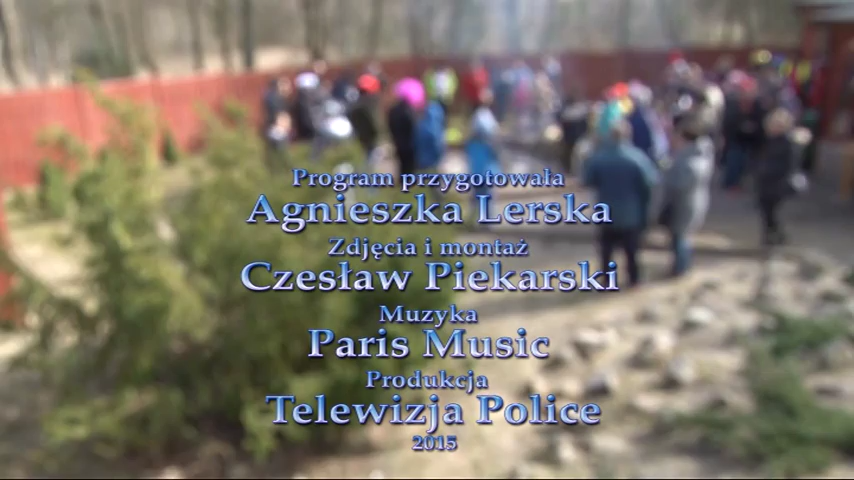 Program przygotowała
Agnieszka Lerska
Zdjęcia i montaż
Czesław Piekarski
Muzyka
Paris Music
Produkcja
Telewizja Police
2015